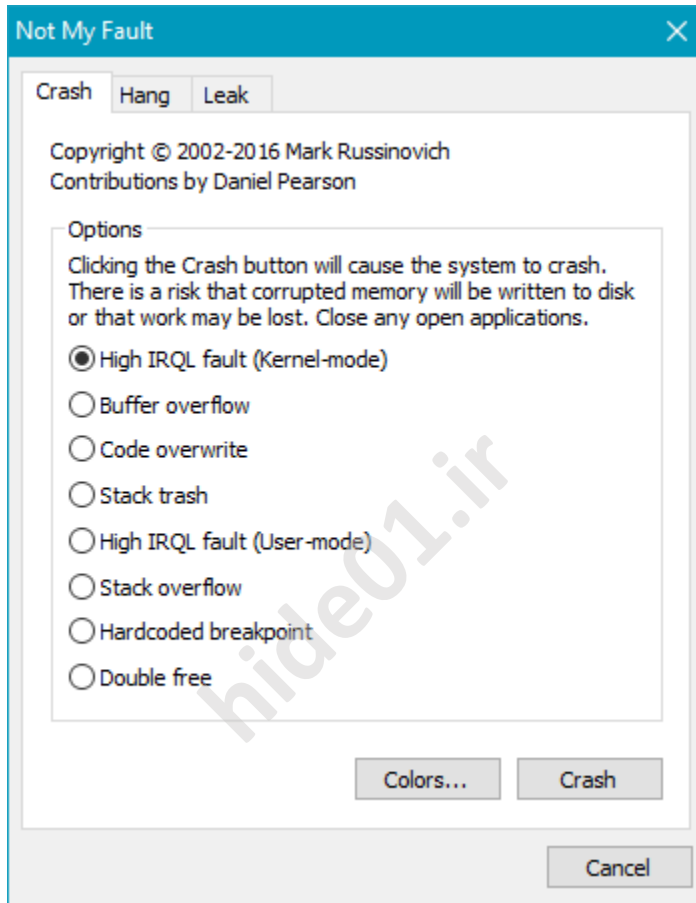 Not My Fault
Crash Hang Leak
Copyright © 2002-2016 Mark Russinovich
Contributions by Daniel Pearson
Options
Clicking the Crash button will cause the system to crash.
There is a risk that corrupted memory will be written to disk
or that work may be lost. Close any open applications.
High IRQL fault (Kernel-mode)
Buffer overflow
Code overwrite
Stack trash
High IRQL fault (User-mode)
Stack overflow
Hardcoded breakpoint
Double free
hide01.ir
Colors... Crash
Cancel